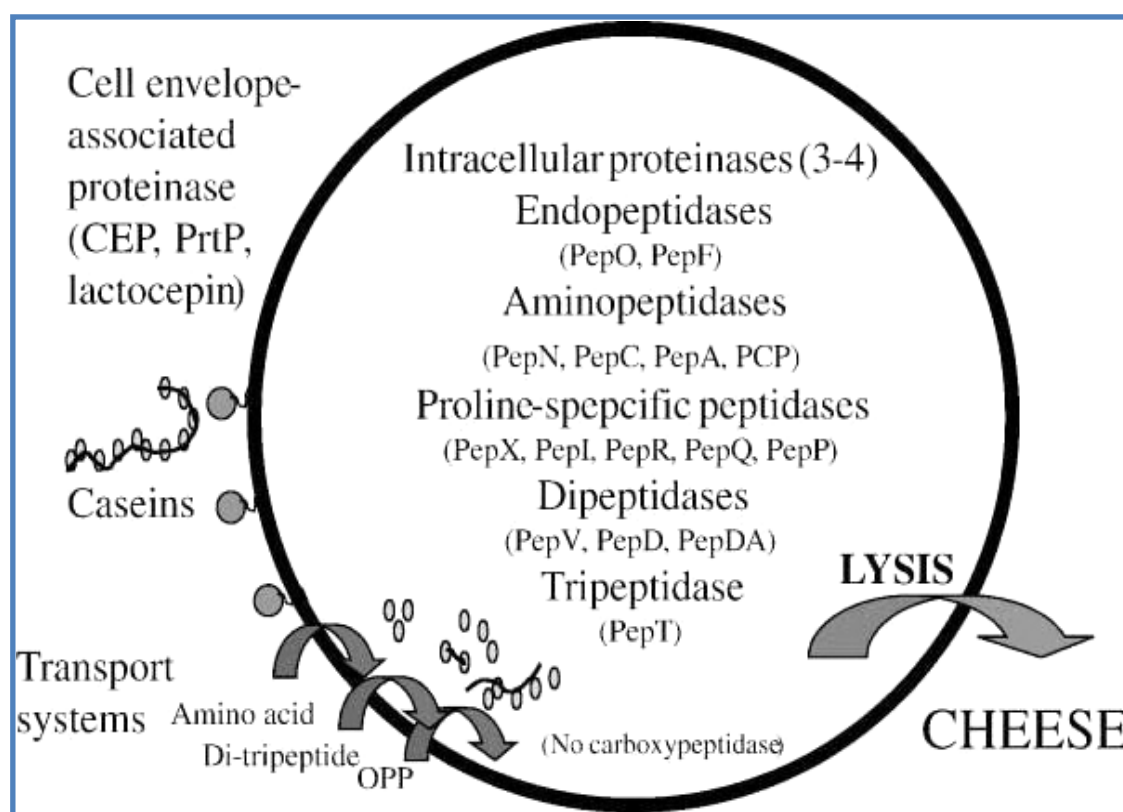 Cell envelope-
associated
proteinase
(CEP, PrtP,
lactocepin)
Caseins
Intracellular proteinases (3-4)
Endopeptidases
(PepO, PepF)
Aminopeptidases
(PepN, PepC, PepA, PCP)
Proline-spepcific peptidases
(PepX, PepI, PepR, PepQ, PepP)
Dipeptidases
(PepV, PepD, PepDA)
Tripeptidase
(PepT)
LYSIS
CHEESE
Transport
systems
Amino acid
Di-tripeptide
OPP
(No carboxypeptidase)